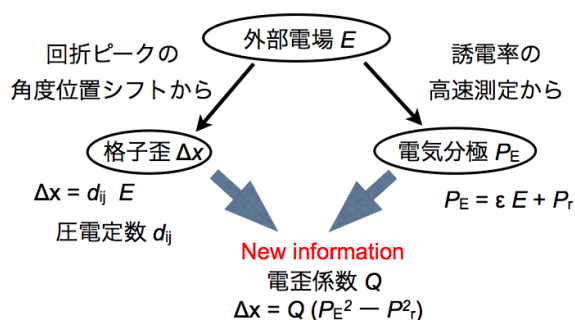 外部電場 E
回折ピークの
角度位置シフトから
誘電率の
高速測定から
格子歪 Δx
電気分極 PE
Δx = dij E
圧電定数 dij
PE = ε E + Pr
New information
電歪係数 Q
Δx = Q (PE² — P²r)